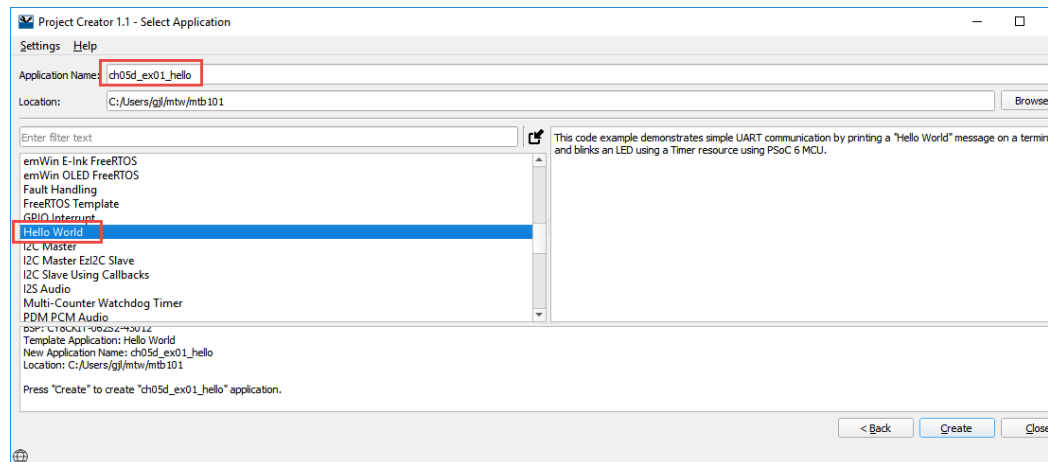 Project Creator 1.1 - Select Application
Settings Help
Application Name: ch05d_ex01_hello
Location: C:/Users/gjl/mtw/mtb101 Browse
Enter filter text
This code example demonstrates simple UART communication by printing a "Hello World" message on a termin
and blinks an LED using a Timer resource using PSoC 6 MCU.
emWin E-Ink FreeRTOS
emWin OLED FreeRTOS
Fault Handling
FreeRTOS Template
GPIO Interrupt
Hello World
I2C Master
I2C Master EzI2C Slave
I2C Slave Using Callbacks
I2S Audio
Multi-Counter Watchdog Timer
PDM PCM Audio
BSP: CY8CKIT-062S2-43012
Template Application: Hello World
New Application Name: ch05d_ex01_hello
Location: C:/Users/gjl/mtw/mtb101
Press "Create" to create "ch05d_ex01_hello" application.
< Back Create Close